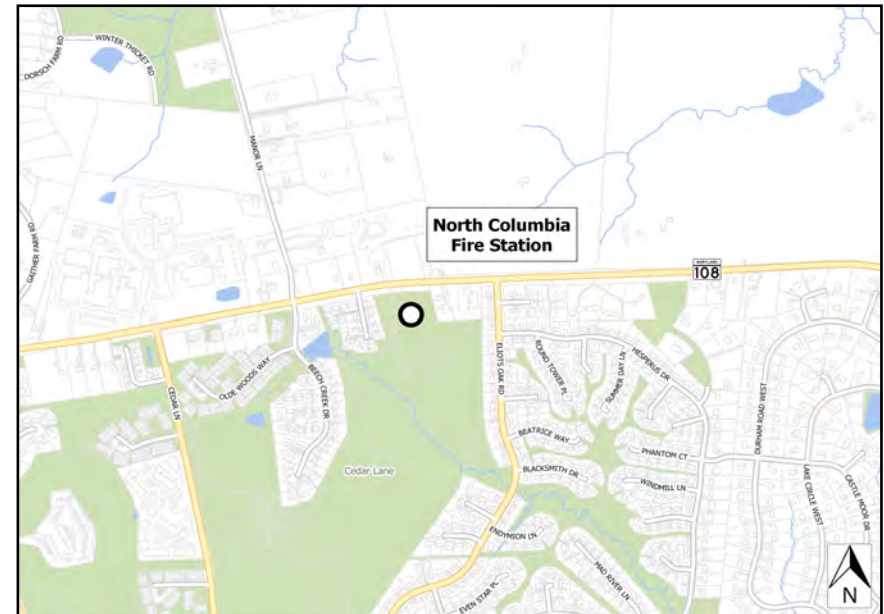 WINTER THICKET RD
DORSCH FARM RD
MANOR LN
GAITHER FARM RD
North Columbia
Fire Station
MARYLAND
108
ELIOTS OAK RD
HESPERUS DR
ROUND TOWER PL
SUMMER DAY LN
OLDE WOODS WAY
BEECH CREEK DR
CEDAR LN
BEATRICE WAY
PHANTOM CT
DURHAM ROAD WEST
Cedar Lane
BLACKSMITH DR
WINDMILL LN
LAKE CIRCLE WEST
CASTLE MOOR DR
ENDYMION LN
MAD RIVER LN
EVEN STAR PL
N